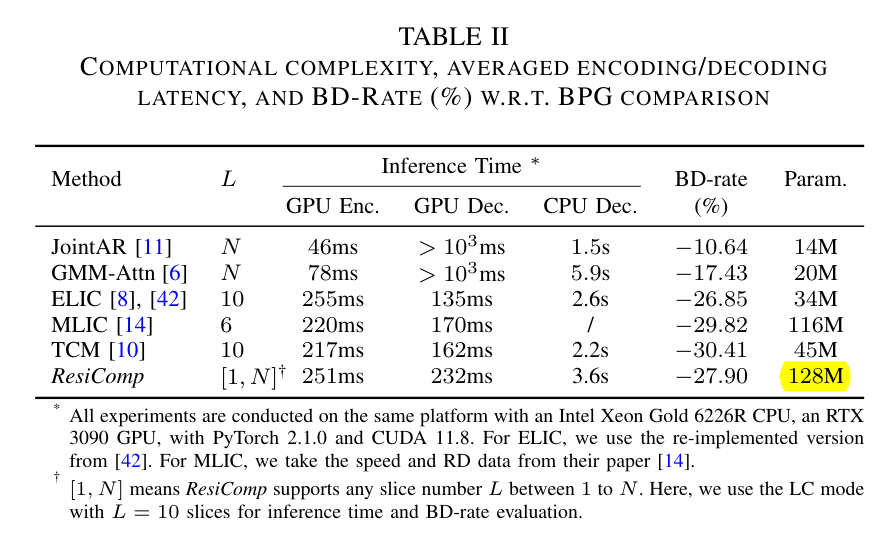 TABLE II
COMPUTATIONAL COMPLEXITY, AVERAGED ENCODING/DECODING
LATENCY, AND BD-RATE (%) W.R.T. BPG COMPARISON
Method L Inference Time * BD-rate (%) Param.
GPU Enc. GPU Dec. CPU Dec.
JointAR [11] N 46ms > 10³ms 1.5s −10.64 14M
GMM-Attn [6] N 78ms > 10³ms 5.9s −17.43 20M
ELIC [8], [42] 10 255ms 135ms 2.6s −26.85 34M
MLIC [14] 6 220ms 170ms / −29.82 116M
TCM [10] 10 217ms 162ms 2.2s −30.41 45M
ResiComp [1, N]† 251ms 232ms 3.6s −27.90 128M
* All experiments are conducted on the same platform with an Intel Xeon Gold 6226R CPU, an RTX
3090 GPU, with PyTorch 2.1.0 and CUDA 11.8. For ELIC, we use the re-implemented version
from [42]. For MLIC, we take the speed and RD data from their paper [14].
† [1, N] means ResiComp supports any slice number L between 1 to N. Here, we use the LC mode
with L = 10 slices for inference time and BD-rate evaluation.